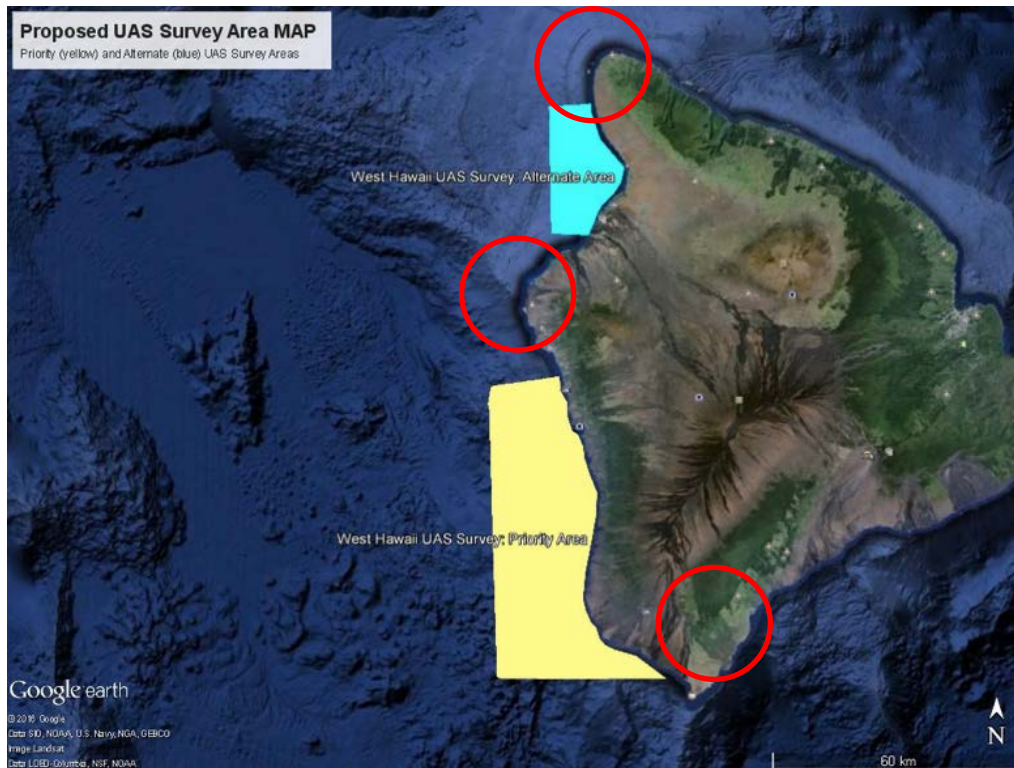 Proposed UAS Survey Area MAP
Priority (yellow) and Alternate (blue) UAS Survey Areas
West Hawaii UAS Survey: Alternate Area
West Hawaii UAS Survey: Priority Area
Google earth
© 2016 Google
Data SIO, NOAA, U.S. Navy, NGA, GEBCO
Image Landsat
Data LDEO-Columbia, NSF, NOAA
N
60 km